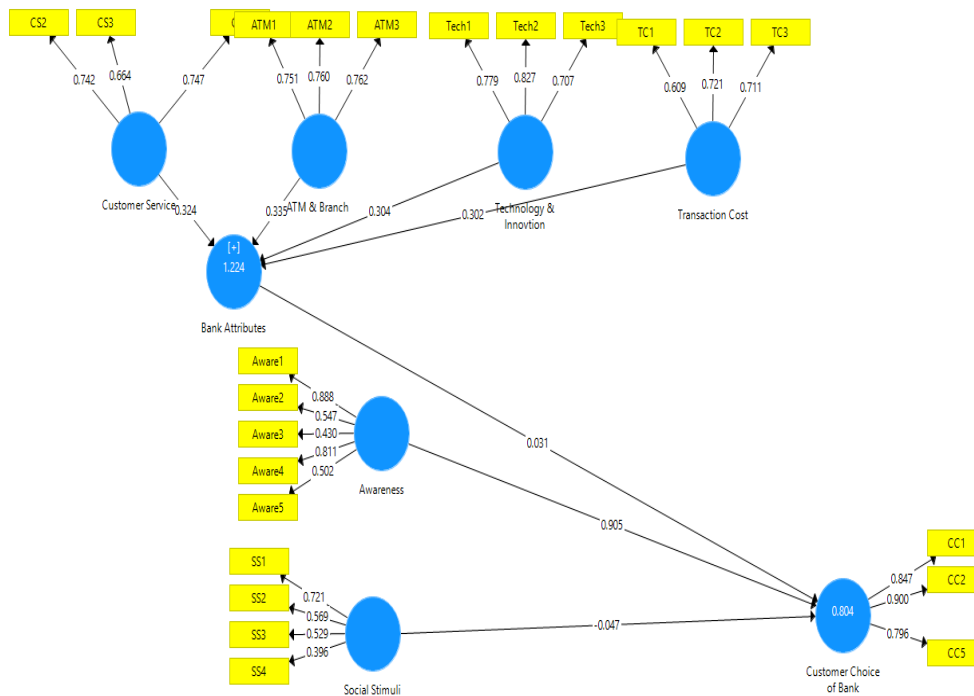 CS2
CS3
ATM1
ATM2
ATM3
Tech1
Tech2
Tech3
TC1
TC2
TC3
0.742
0.664
0.747
0.751
0.760
0.762
0.779
0.827
0.707
0.609
0.721
0.711
Customer Service
ATM & Branch
Technology &
Innovtion
Transaction Cost
0.324
0.335
0.304
0.302
[+]
1.224
Bank Attributes
Aware1
Aware2
Aware3
Aware4
Aware5
0.888
0.547
0.430
0.811
0.502
Awareness
0.031
0.905
SS1
SS2
SS3
SS4
0.721
0.569
0.529
0.396
Social Stimuli
-0.047
0.804
Customer Choice
of Bank
0.847
0.900
0.796
CC1
CC2
CC5